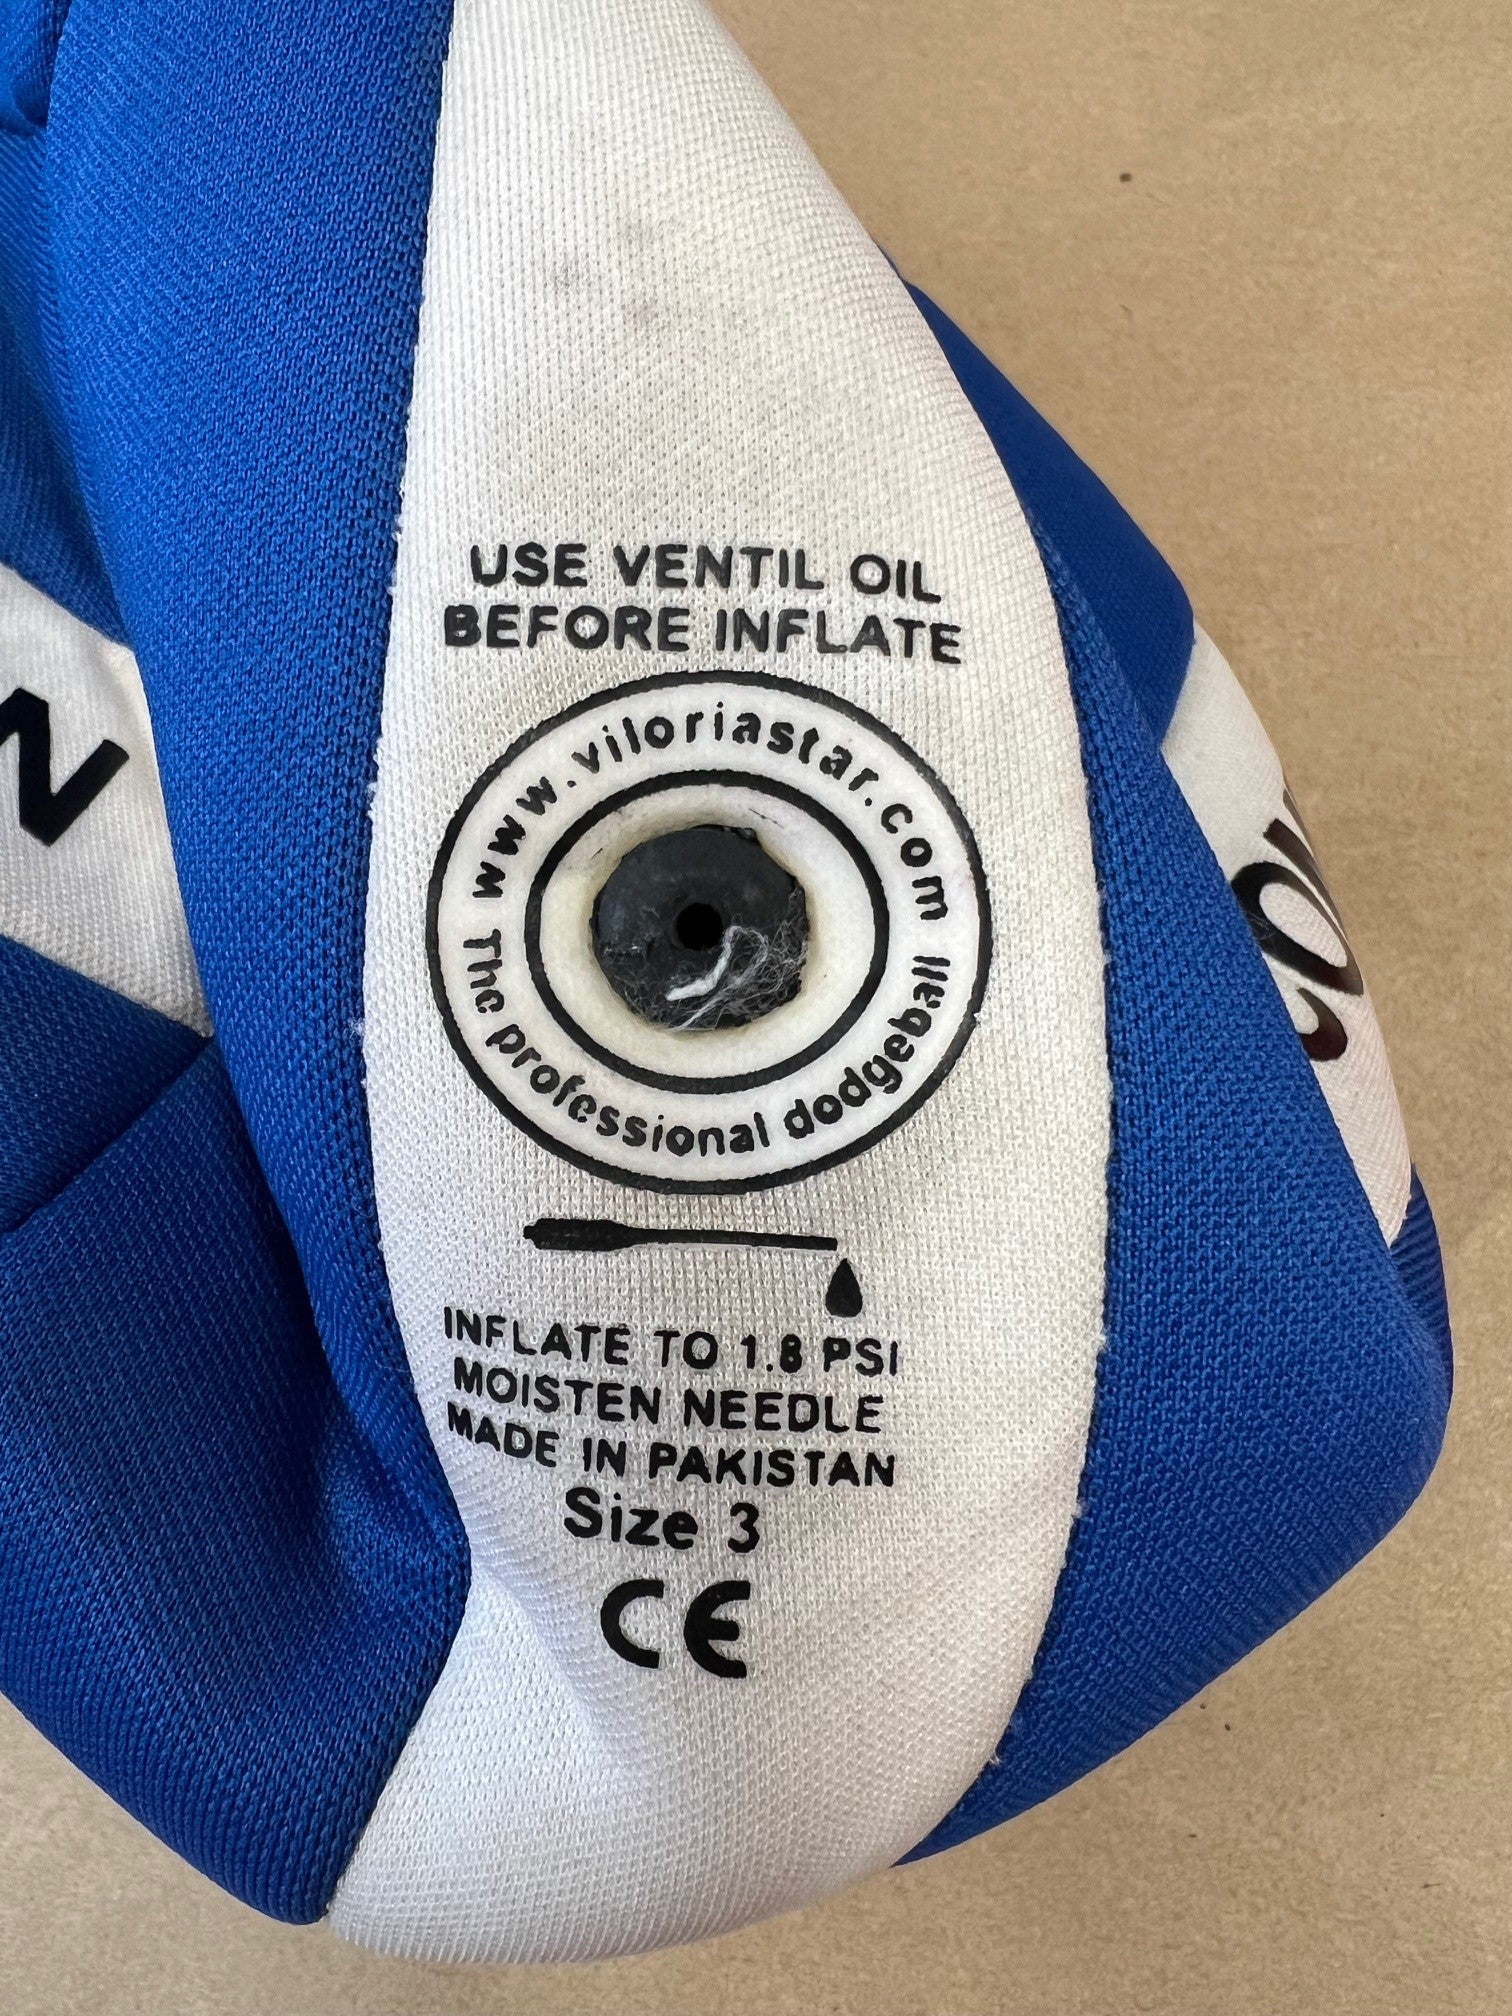 USE VENTIL OIL
BEFORE INFLATE
www.viloriastar.com
The professional dodgeball
INFLATE TO 1.8 PSI
MOISTEN NEEDLE
MADE IN PAKISTAN
Size 3
CE
N